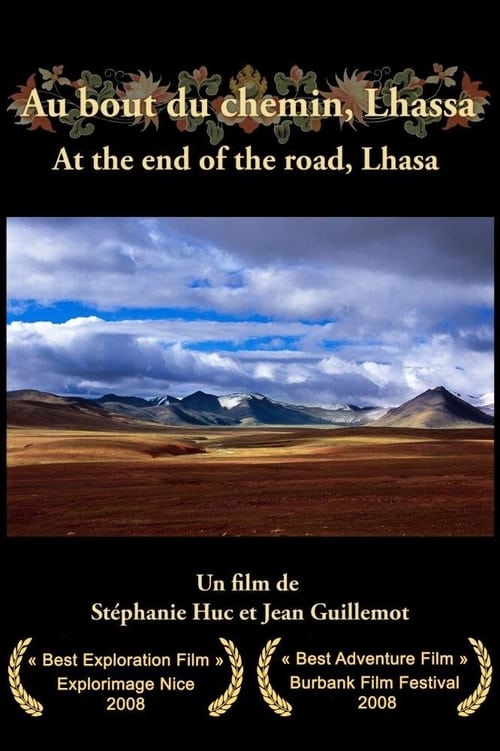 Au bout du chemin, Lhassa
At the end of the road, Lhasa
Un film de
Stéphanie Huc et Jean Guillemot
« Best Exploration Film »
Explorimage Nice
2008
« Best Adventure Film »
Burbank Film Festival
2008